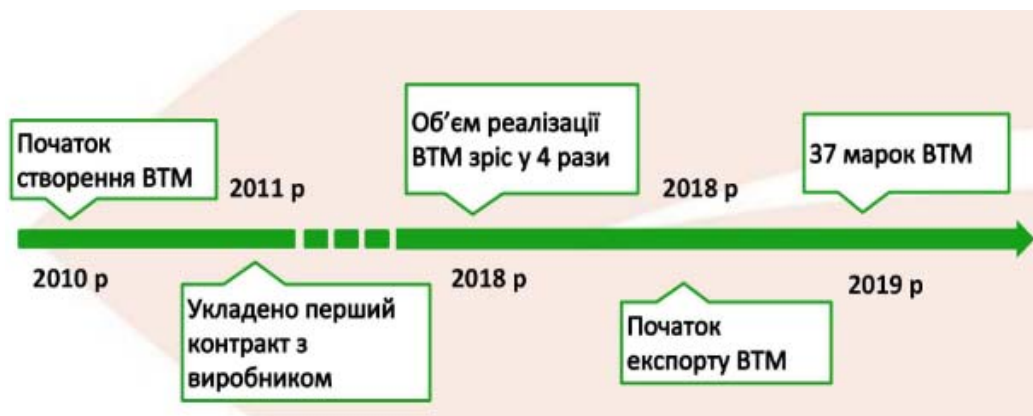 Початок
створення ВТМ
2010 р
2011 р
Укладено перший
контракт з
виробником
Об’єм реалізації
ВТМ зріс у 4 рази
2018 р
2018 р
Початок
експорту ВТМ
37 марок ВТМ
2019 р